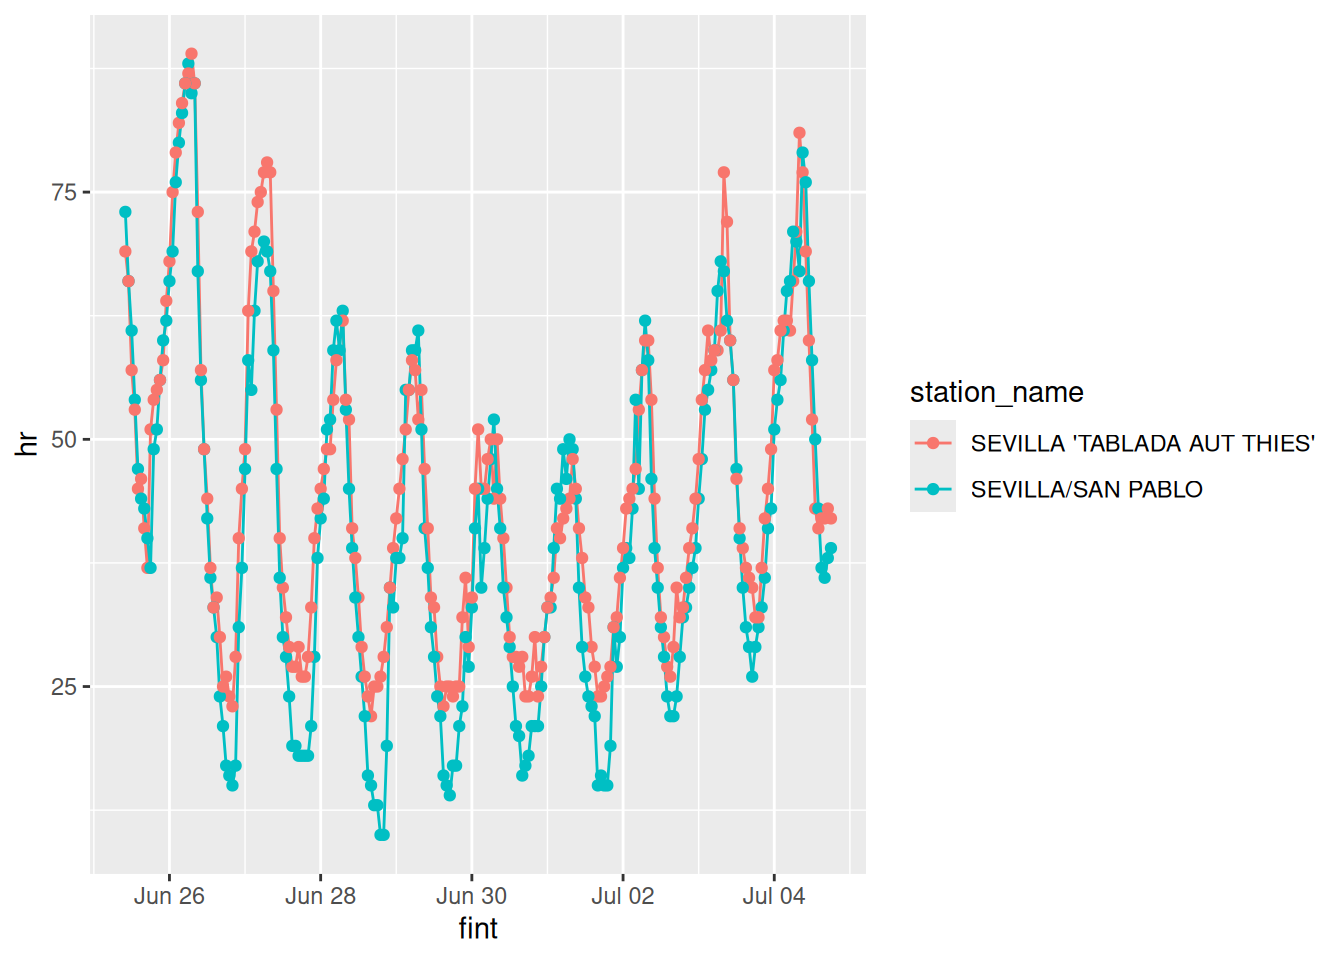 hr
75
50
25
Jun 26
Jun 28
Jun 30
Jul 02
Jul 04
fint
station_name
SEVILLA 'TABLADA AUT THIES'
SEVILLA/SAN PABLO